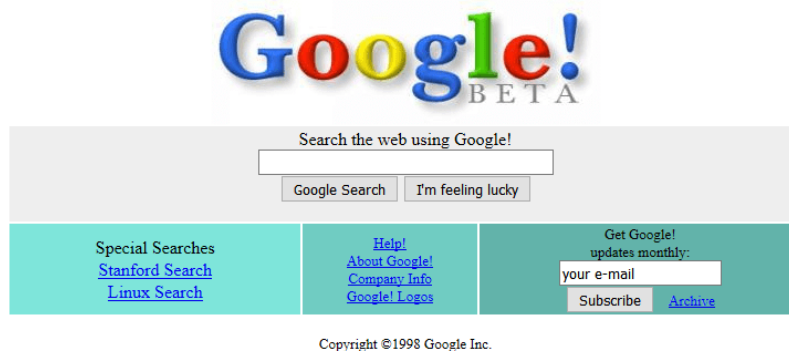 Google!
BETA
Search the web using Google!
Google Search I'm feeling lucky
Special Searches
Stanford Search
Linux Search
Help!
About Google!
Company Info
Google! Logos
Get Google!
updates monthly:
your e-mail
Subscribe Archive
Copyright ©1998 Google Inc.